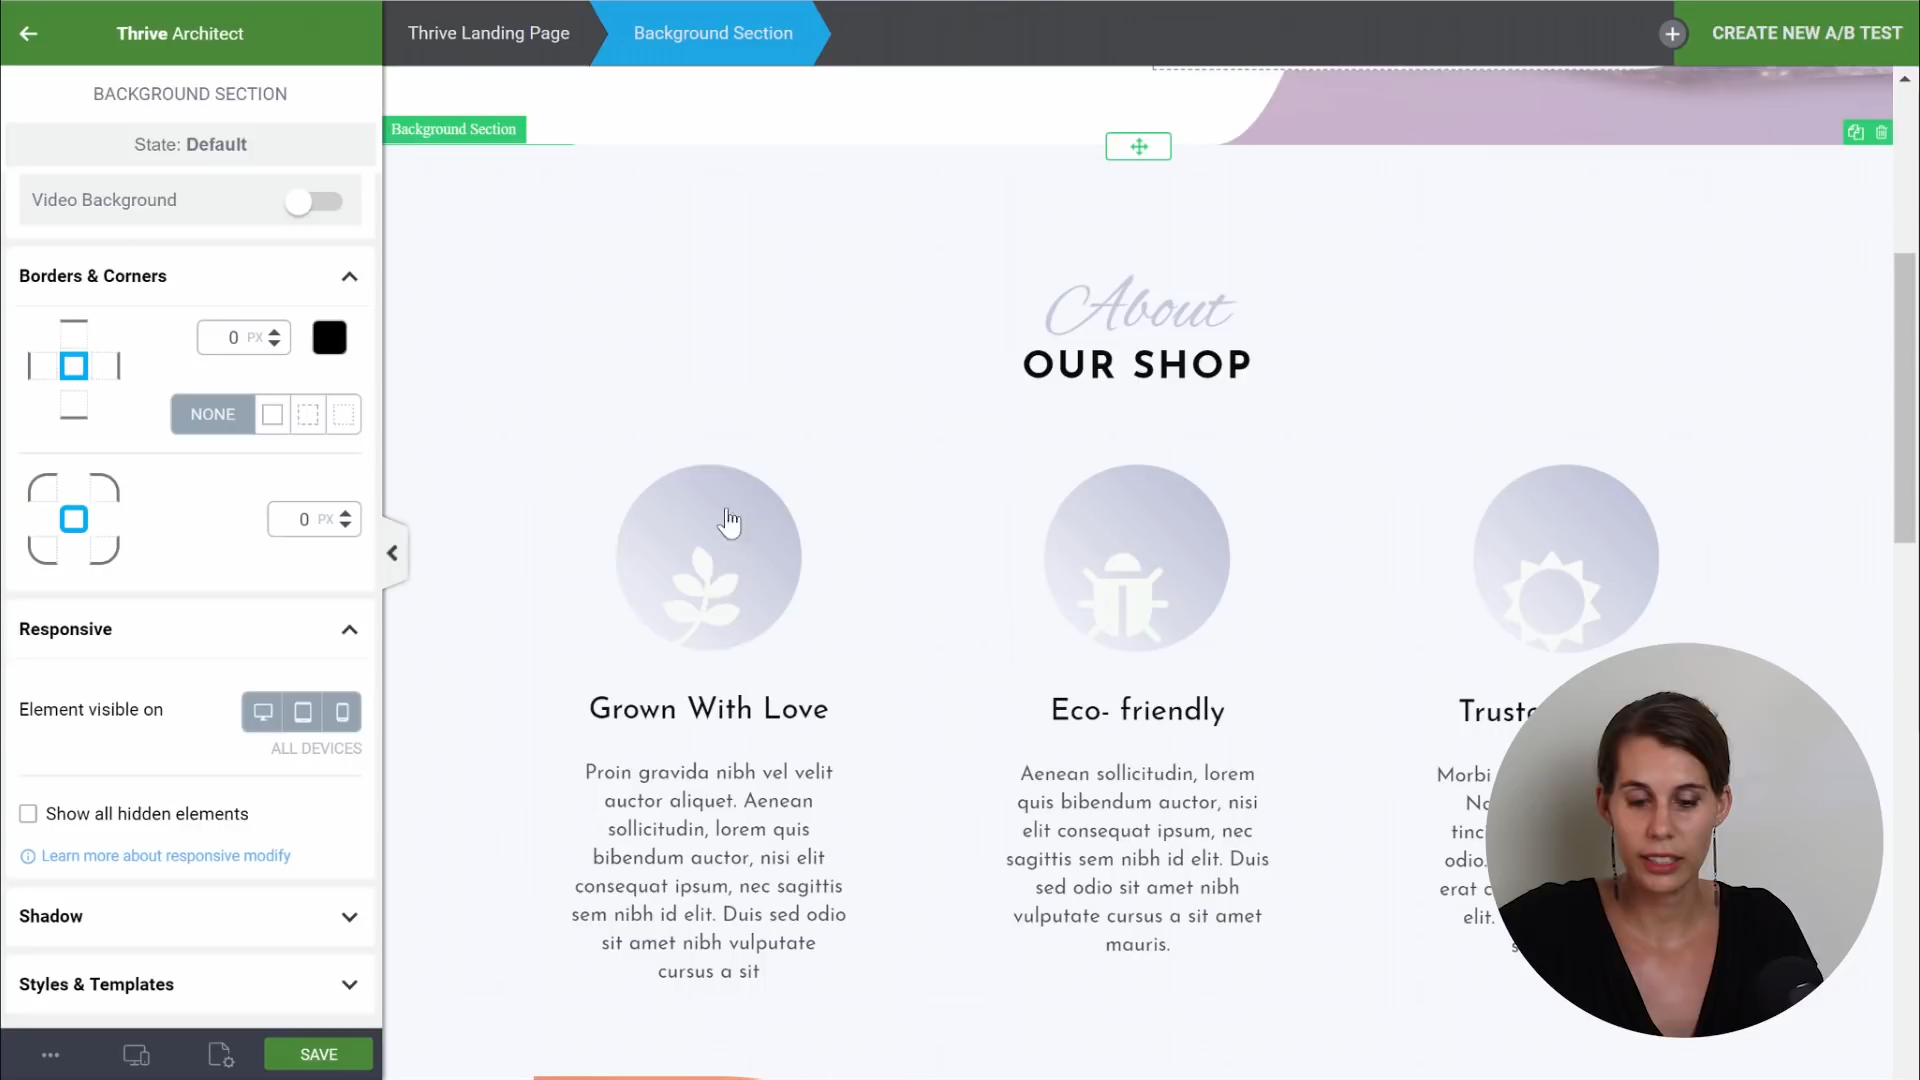 Thrive Architect
Thrive Landing Page
Background Section
CREATE NEW A/B TEST
BACKGROUND SECTION
State: Default
Video Background
Borders & Corners
0 PX
NONE
0 PX
Responsive
Element visible on
ALL DEVICES
Show all hidden elements
Learn more about responsive modify
Shadow
Styles & Templates
SAVE
Background Section
About
OUR SHOP
Grown With Love
Proin gravida nibh vel velit
auctor aliquet. Aenean
sollicitudin, lorem quis
bibendum auctor, nisi elit
consequat ipsum, nec sagittis
sem nibh id elit. Duis sed odio
sit amet nibh vulputate
cursus a sit
Eco- friendly
Aenean sollicitudin, lorem
quis bibendum auctor, nisi
elit consequat ipsum, nec
sagittis sem nibh id elit. Duis
sed odio sit amet nibh
vulputate cursus a sit amet
mauris.
Morbi
odio.
erat
elit.